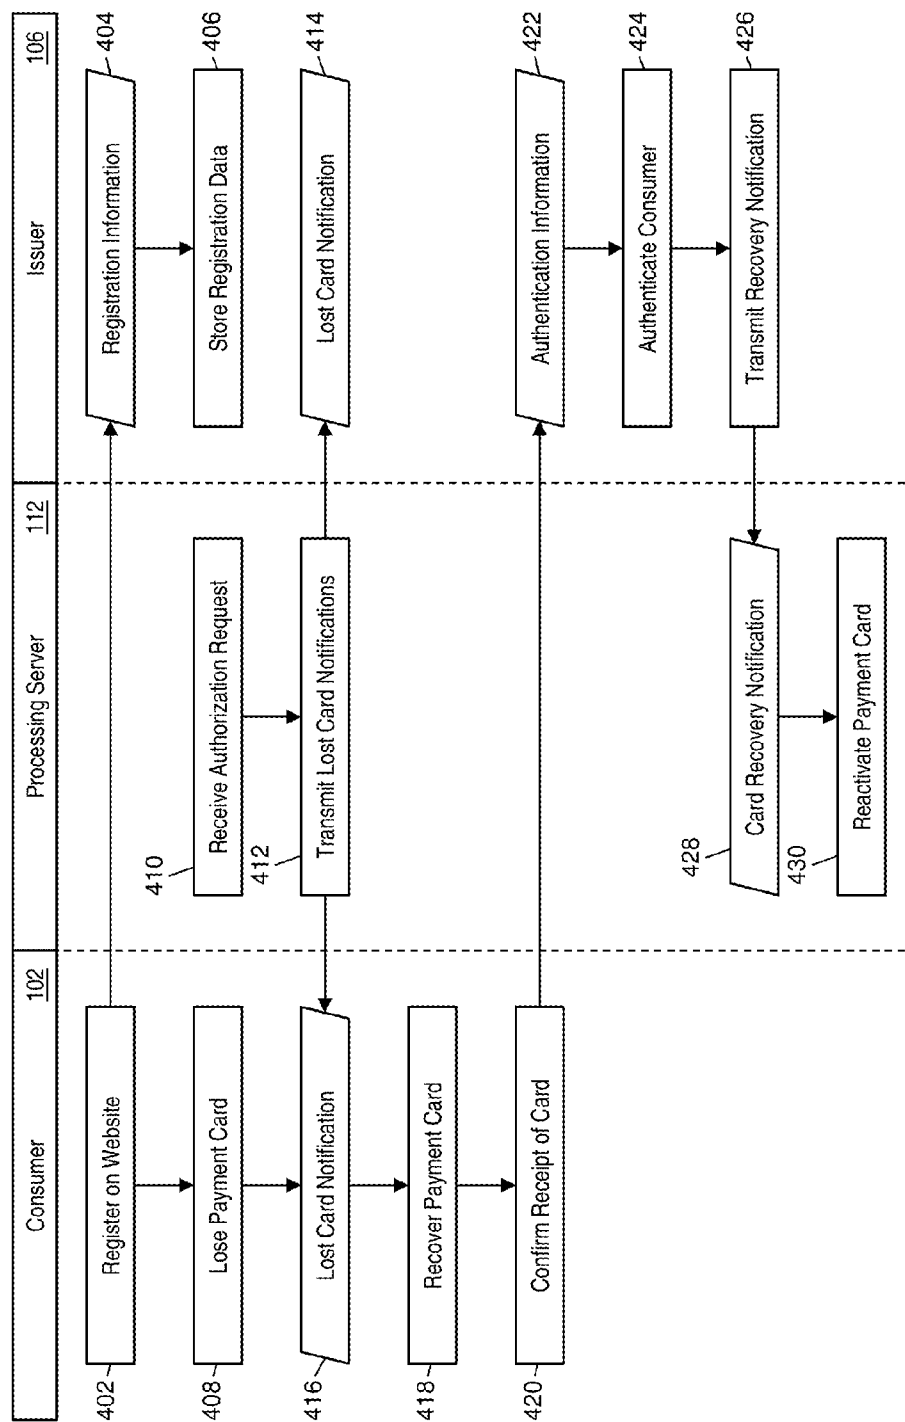 Consumer 102
Processing Server 112
Issuer 106
402 Register on Website
Registration Information 404
408 Lose Payment Card
410 Receive Authorization Request
Store Registration Data 406
416 Lost Card Notification
412 Transmit Lost Card Notifications
Lost Card Notification 414
418 Recover Payment Card
420 Confirm Receipt of Card
Authentication Information 422
Authenticate Consumer 424
428 Card Recovery Notification
Transmit Recovery Notification 426
430 Reactivate Payment Card